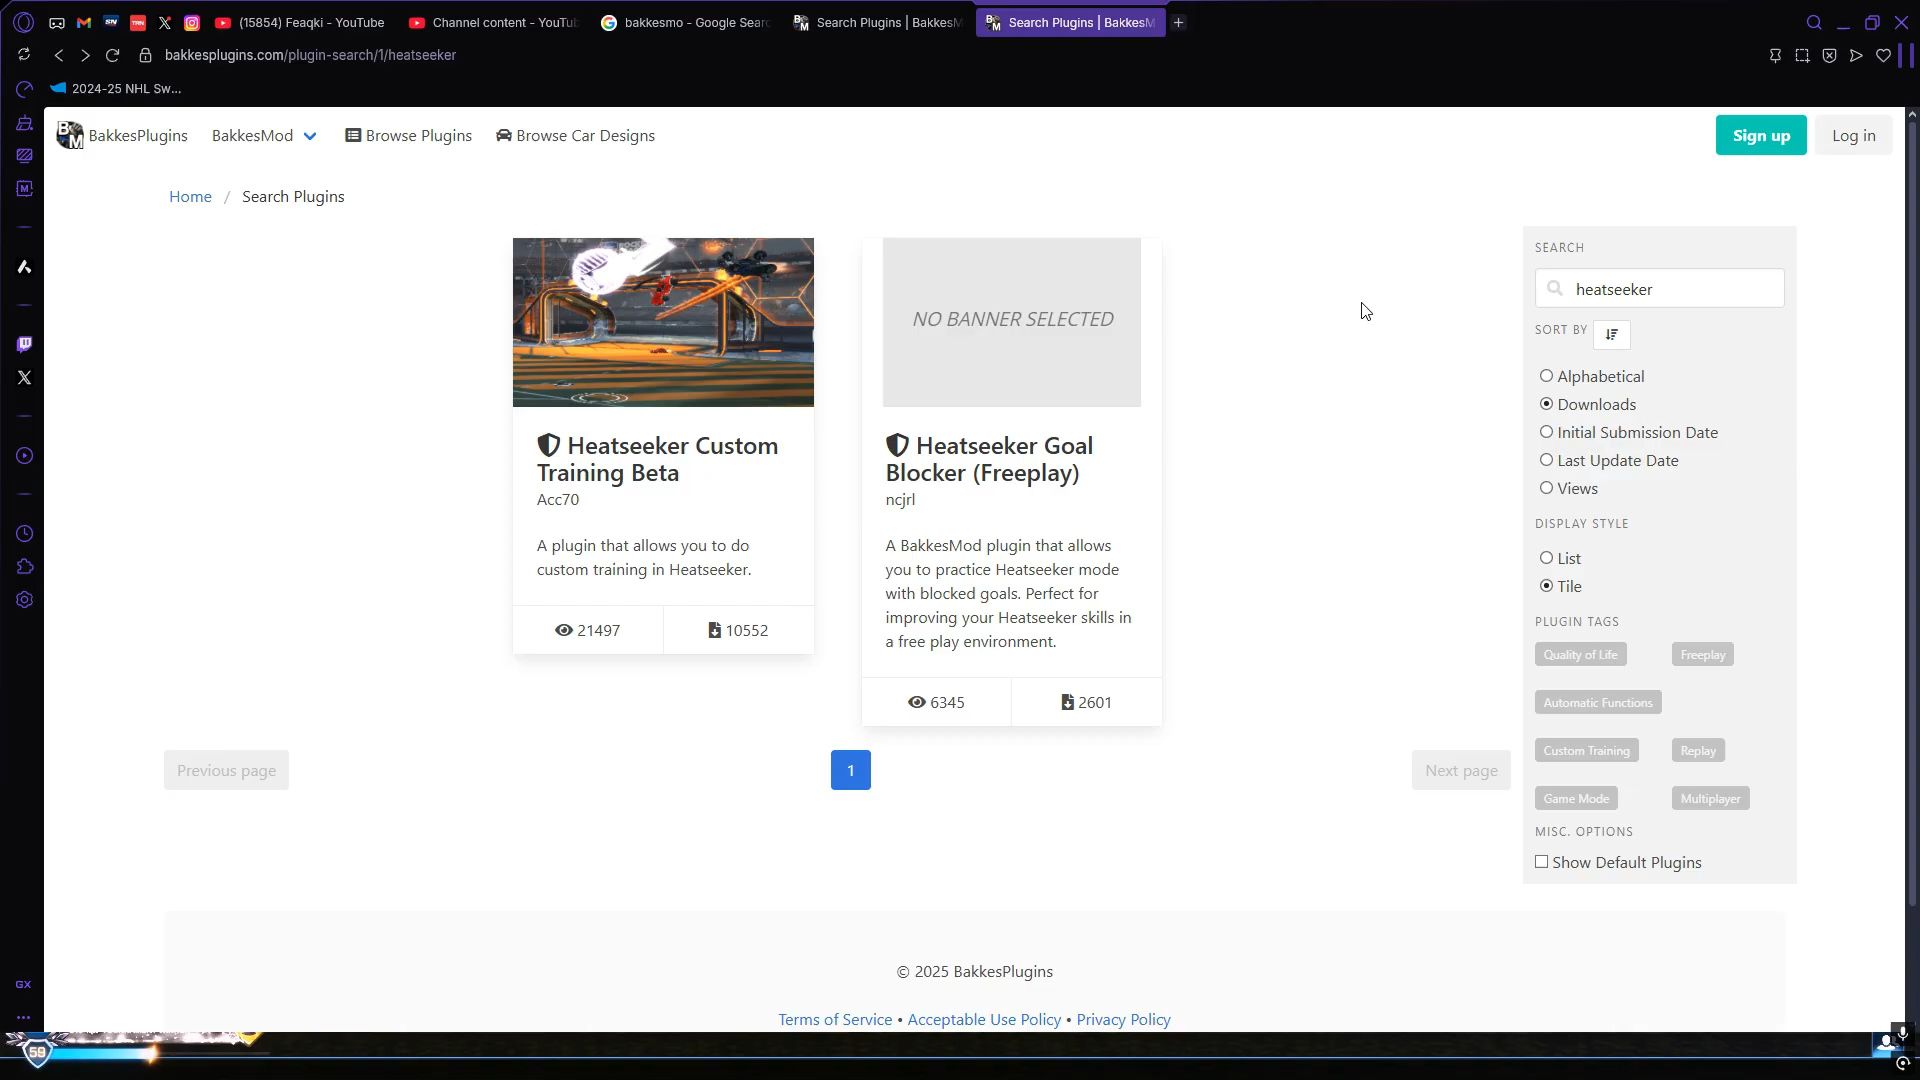 (15854) Feaqki - YouTube
Channel content - YouTu
bakkesmo - Google Sear
Search Plugins | BakkesM
Search Plugins | BakkesM
bakkesplugins.com/plugin-search/1/heatseeker
2024-25 NHL Sw...
BakkesPlugins
BakkesMod
Browse Plugins
Browse Car Designs
Sign up
Log in
Home / Search Plugins
NO BANNER SELECTED
Heatseeker Custom
Training Beta
Acc70
A plugin that allows you to do
custom training in Heatseeker.
21497
10552
Heatseeker Goal
Blocker (Freeplay)
ncjrl
A BakkesMod plugin that allows
you to practice Heatseeker mode
with blocked goals. Perfect for
improving your Heatseeker skills in
a free play environment.
6345
2601
SEARCH
heatseeker
SORT BY
Alphabetical
Downloads
Initial Submission Date
Last Update Date
Views
DISPLAY STYLE
List
Tile
PLUGIN TAGS
Quality of Life
Freeplay
Automatic Functions
Custom Training
Replay
Game Mode
Multiplayer
MISC. OPTIONS
Show Default Plugins
Previous page
1
Next page
© 2025 BakkesPlugins
Terms of Service • Acceptable Use Policy • Privacy Policy
GX
59